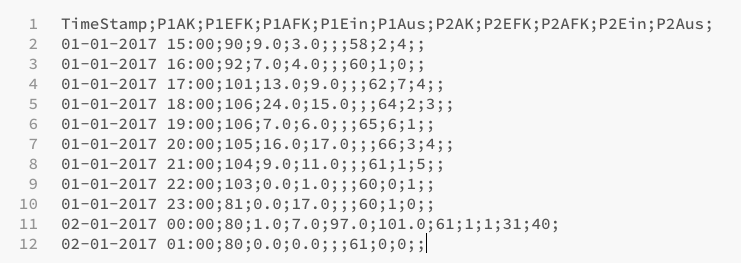 1 TimeStamp;P1AK;P1EFK;P1AFK;P1Ein;P1Aus;P2AK;P2EFK;P2AFK;P2Ein;P2Aus;
2 01-01-2017 15:00;90;9.0;3.0;;;58;2;4;;
3 01-01-2017 16:00;92;7.0;4.0;;;60;1;0;;
4 01-01-2017 17:00;101;13.0;9.0;;;62;7;4;;
5 01-01-2017 18:00;106;24.0;15.0;;;64;2;3;;
6 01-01-2017 19:00;106;7.0;6.0;;;65;6;1;;
7 01-01-2017 20:00;105;16.0;17.0;;;66;3;4;;
8 01-01-2017 21:00;104;9.0;11.0;;;61;1;5;;
9 01-01-2017 22:00;103;0.0;1.0;;;60;0;1;;
10 01-01-2017 23:00;81;0.0;17.0;;;60;1;0;;
11 02-01-2017 00:00;80;1.0;7.0;97.0;101.0;61;1;1;31;40;
12 02-01-2017 01:00;80;0.0;0.0;;;61;0;0;;